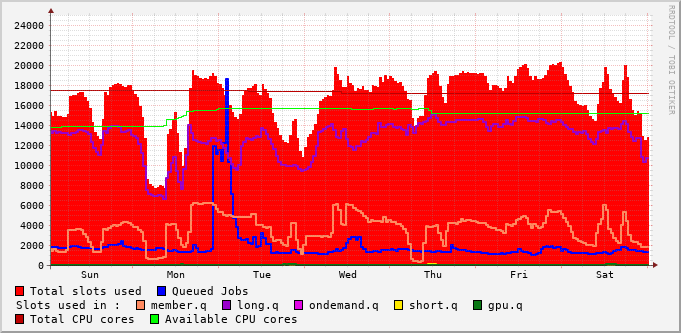 24000
22000
20000
18000
16000
14000
12000
10000
8000
6000
4000
2000
0
Sun Mon Tue Wed Thu Fri Sat
RRDTOOL / TOBI OETIKER
Total slots used Queued Jobs
Slots used in : member.q long.q ondemand.q short.q gpu.q
Total CPU cores Available CPU cores